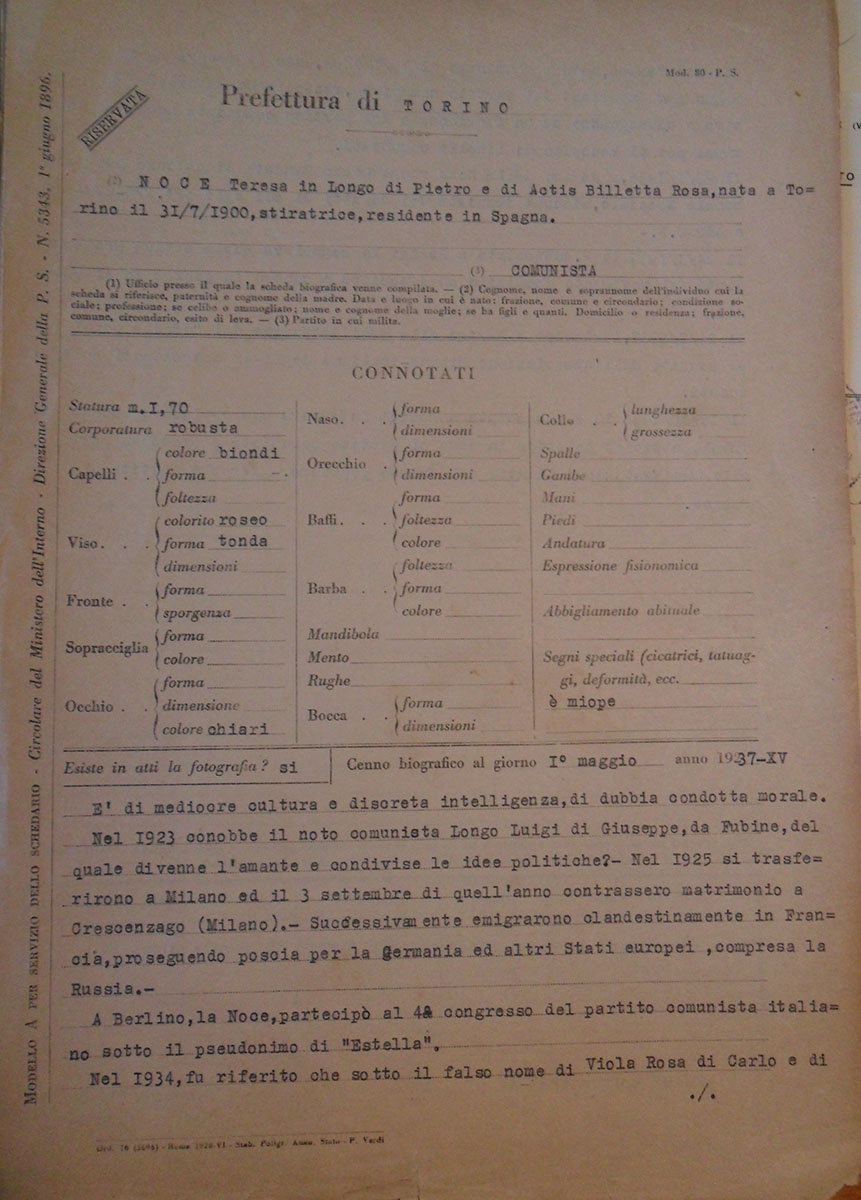 Mod. 80 - P. S.
RISERVATA
Prefettura di TORINO
(2) NOCE Teresa in Longo di Pietro e di Actis Billetta Rosa,nata a To=
rino il 31/7/1900,stiratrice,residente in Spagna.
(3) COMUNISTA
(1) Ufficio presso il quale la scheda biografica venne compilata. — (2) Cognome, nome e soprannome dell'individuo cui la
scheda si riferisce, paternità e cognome della madre. Data e luogo in cui è nato: frazione, comune e circondario; condizione so-
ciale; professione; se celibe o ammogliato; nome e cognome della moglie; se ha figli e quanti. Domicilio o residenza; frazione,
comune, circondario, esito di leva. — (3) Partito in cui milita.
CONNOTATI
Statura m.I,70
Corporatura robusta
Capelli . . colore biondi
forma -
foltezza
Viso. . . colorito roseo
forma tonda
dimensioni
Fronte . . forma
sporgenza
Sopracciglia forma
colore
Occhio . . forma
dimensione
colore chiari
Naso. . . forma
dimensioni
Orecchio . forma
dimensioni
Baffi. . . forma
foltezza
colore
Barba . . foltezza
forma
colore
Mandibola
Mento
Rughe
Bocca . . forma
dimensioni
Collo . . lunghezza
grossezza
Spalle
Gambe
Mani
Piedi
Andatura
Espressione fisionomica
Abbigliamento abituale
Segni speciali (cicatrici, tatuag-
gi, deformità, ecc.
è miope
Esiste in atti la fotografia? si
Cenno biografico al giorno I° maggio anno 1937-XV
E' di mediocre cultura e discreta intelligenza,di dubbia condotta morale.
Nel 1923 conobbe il noto comunista Longo Luigi di Giuseppe,da Fubine,del
quale divenne l'amante e condivise le idee politiche?- Nel I925 si trasfe=
rirono a Milano ed il 3 settembre di quell'anno contrassero matrimonio a
Crescenzago (Milano).- Successivamente emigrarono clandestinamente in Fran=
cia,proseguendo poscia per la Germania ed altri Stati europei ,compresa la
Russia.-
A Berlino,la Noce,partecipò al 4& congresso del partito comunista italia=
no sotto il pseudonimo di "Estella".
Nel I934,fu riferito che sotto il falso nome di Viola Rosa di Carlo e di
./.
MODELLO A PER SERVIZIO DELLO SCHEDARIO - Circolare del Ministero dell'Interno - Direzione Generale della P. S. - N. 5343, 1° giugno 1896.